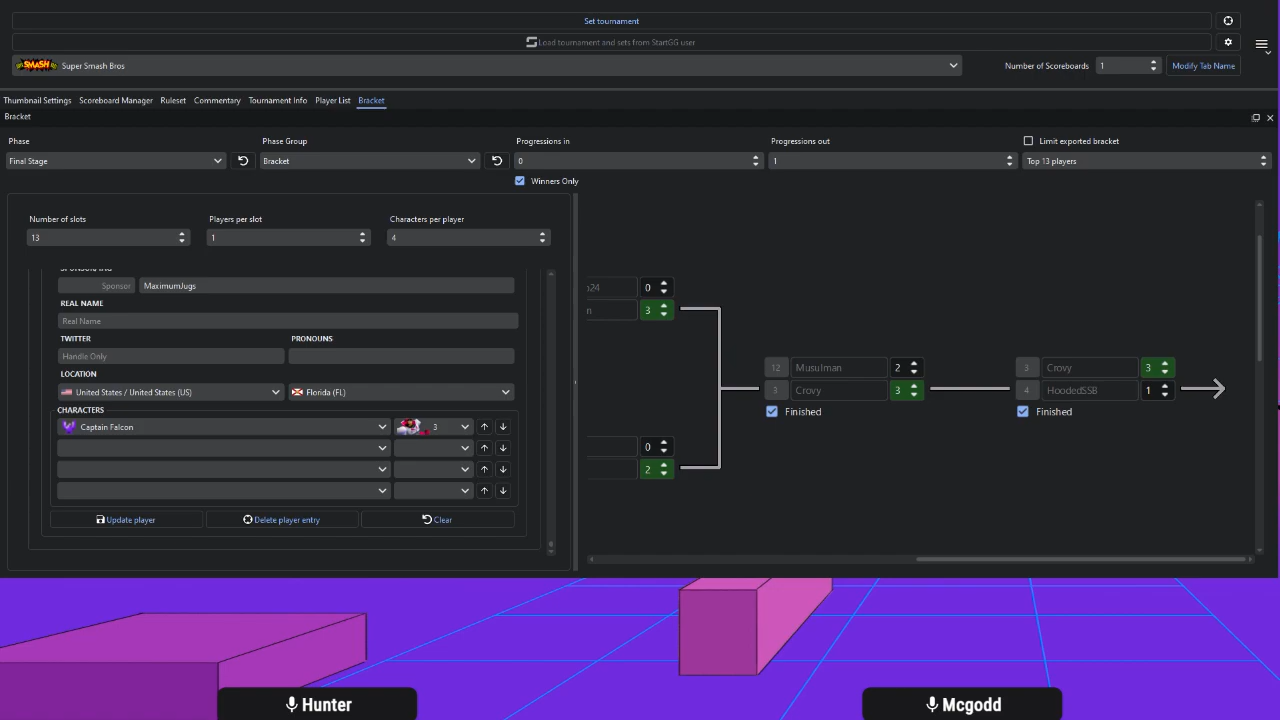 Set tournament
Load tournament and sets from StartGG user
SMASH Super Smash Bros Number of Scoreboards 1 Modify Tab Name
Thumbnail Settings Scoreboard Manager Ruleset Commentary Tournament Info Player List Bracket
Bracket
Phase Phase Group Progressions in Progressions out Limit exported bracket
Final Stage Bracket 0 1 Top 13 players
Winners Only
Number of slots Players per slot Characters per player
13 1 4
Sponsor MaximumJugs
REAL NAME
Real Name
TWITTER PRONOUNS
Handle Only
LOCATION
United States / United States (US) Florida (FL)
CHARACTERS
Captain Falcon 3
Update player Delete player entry Clear
24 0
n 3
0
2
12 Musulman 2
3 Crovy 3
Finished
3 Crovy 3
4 HoodedSSB 1
Finished
Hunter
Mcgodd